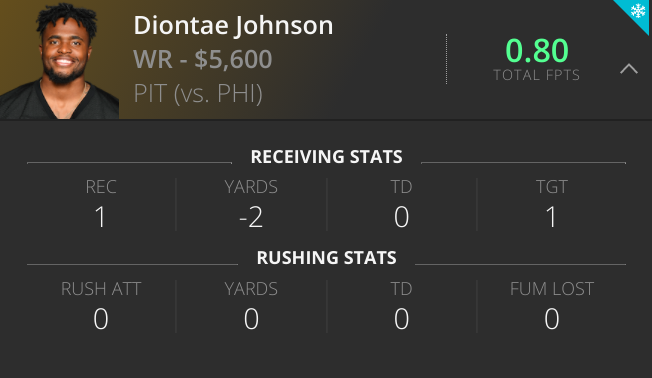 Diontae Johnson
WR - $5,600
PIT (vs. PHI)
0.80
TOTAL FPTS
RECEIVING STATS
REC YARDS TD TGT
1 -2 0 1
RUSHING STATS
RUSH ATT YARDS TD FUM LOST
0 0 0 0